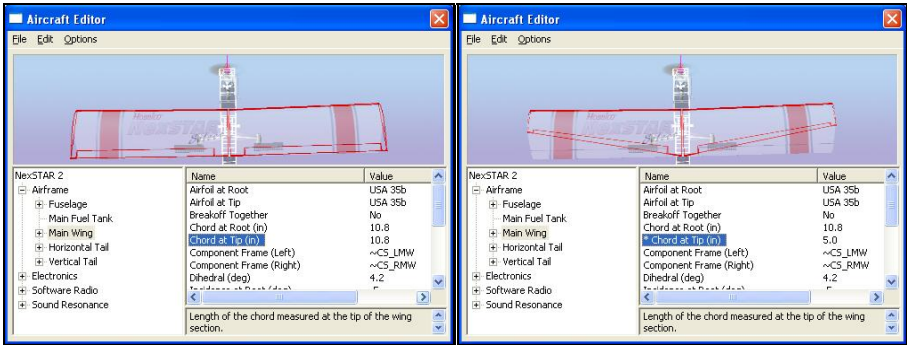 Aircraft Editor
File Edit Options
NexSTAR 2
Airframe
Fuselage
Main Fuel Tank
Main Wing
Horizontal Tail
Vertical Tail
Electronics
Software Radio
Sound Resonance
Name Value
Airfoil at Root USA 35b
Airfoil at Tip USA 35b
Breakoff Together No
Chord at Root (in) 10.8
Chord at Tip (in) 10.8
Component Frame (Left) ~CS_LMW
Component Frame (Right) ~CS_RMW
Dihedral (deg) 4.2
Length of the chord measured at the tip of the wing
section.
Aircraft Editor
File Edit Options
NexSTAR 2
Airframe
Fuselage
Main Fuel Tank
Main Wing
Horizontal Tail
Vertical Tail
Electronics
Software Radio
Sound Resonance
Name Value
Airfoil at Root USA 35b
Airfoil at Tip USA 35b
Breakoff Together No
Chord at Root (in) 10.8
* Chord at Tip (in) 5.0
Component Frame (Left) ~CS_LMW
Component Frame (Right) ~CS_RMW
Dihedral (deg) 4.2
Length of the chord measured at the tip of the wing
section.